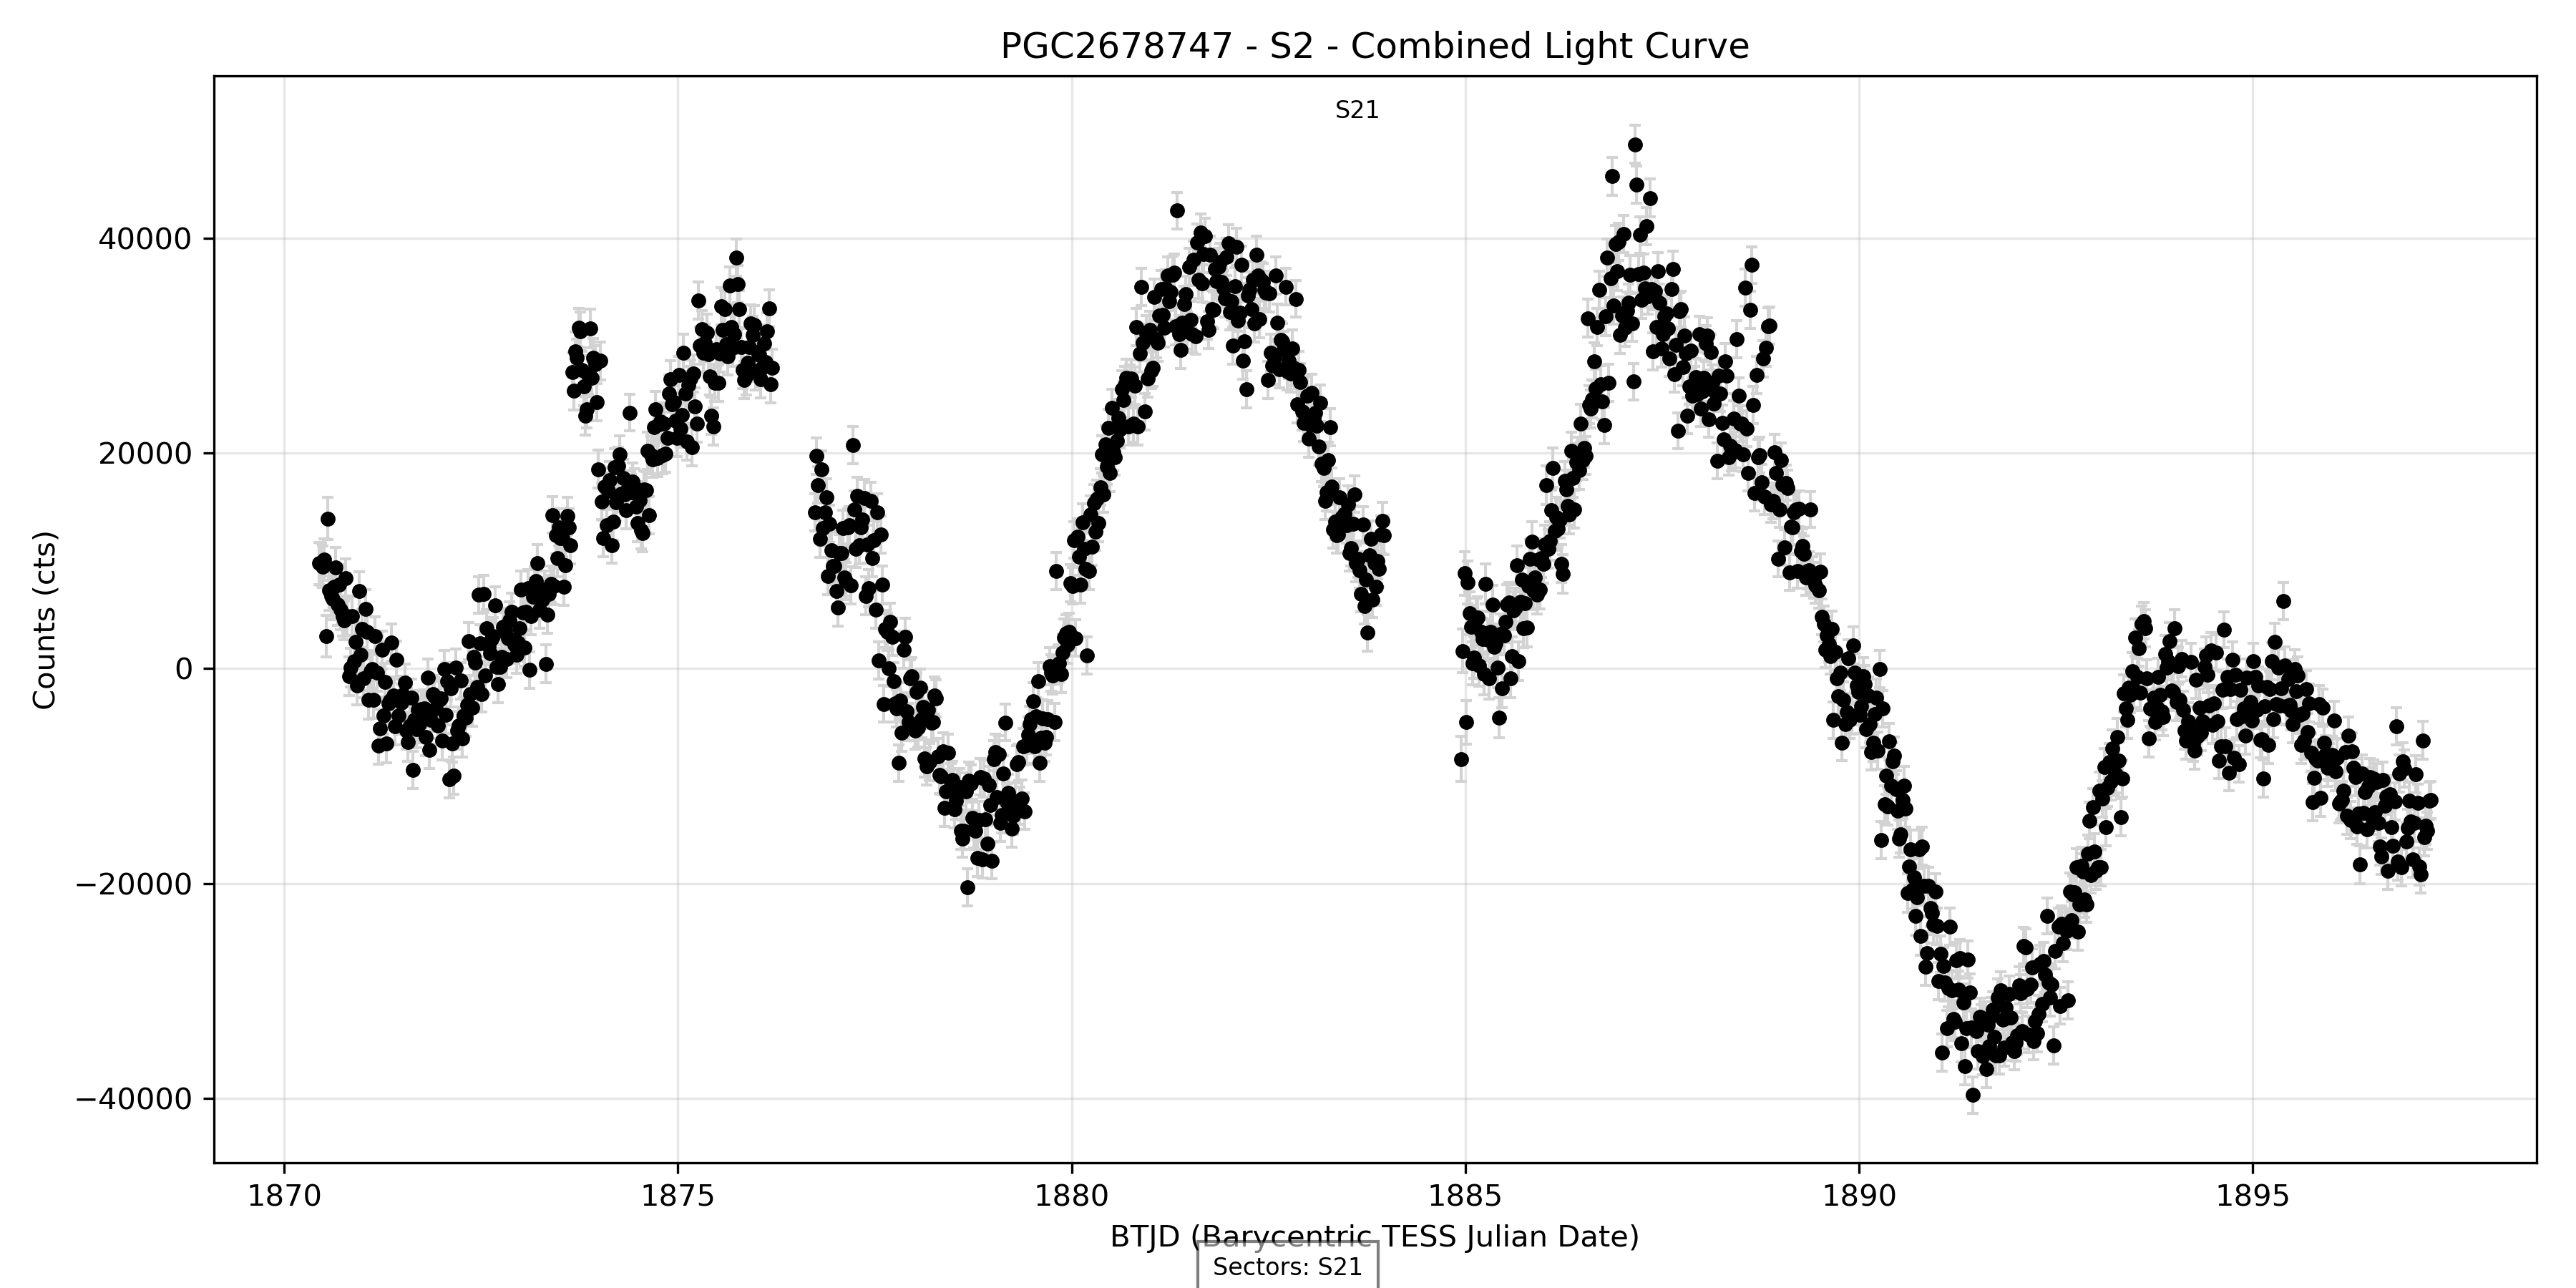 PGC2678747 - S2 - Combined Light Curve
S21
Counts (cts)
40000
20000
0
−20000
−40000
1870 1875 1880 1885 1890 1895
BTJD (Barycentric TESS Julian Date)
Sectors: S21